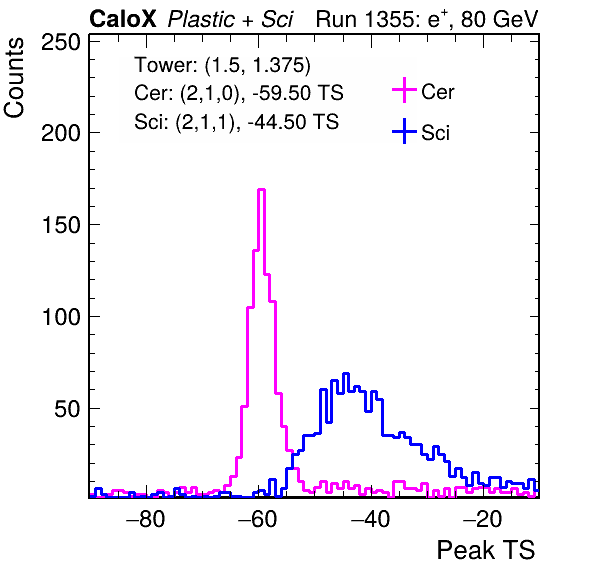 CaloX Plastic + Sci Run 1355: e⁺, 80 GeV
Counts
250
200
150
100
50
Tower: (1.5, 1.375)
Cer: (2,1,0), -59.50 TS
Sci: (2,1,1), -44.50 TS
Cer
Sci
−80 −60 −40 −20
Peak TS